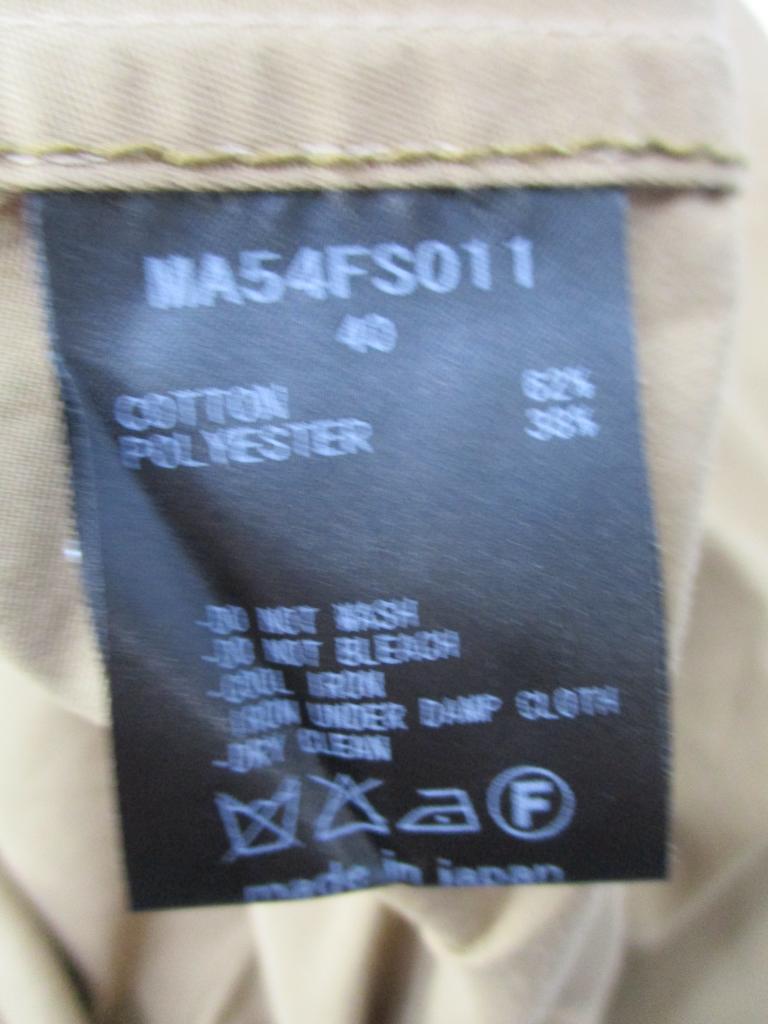 MA54FS011
40
COTTON 62%
POLYESTER 38%
-DO NOT WASH
-DO NOT BLEACH
-COOL IRON
-IRON UNDER DAMP CLOTH
-DRY CLEAN
F
made in japan